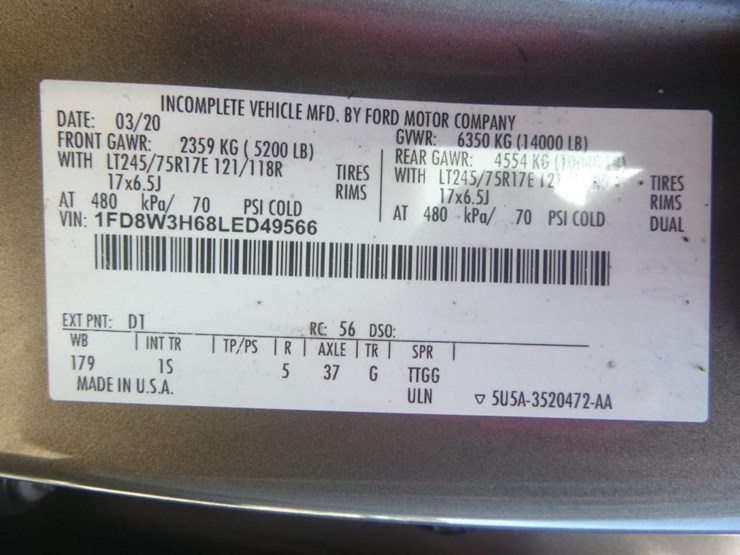 INCOMPLETE VEHICLE MFD. BY FORD MOTOR COMPANY
DATE: 03/20 GVWR: 6350 KG (14000 LB)
FRONT GAWR: 2359 KG ( 5200 LB) REAR GAWR: 4554 KG
WITH LT245/75R17E 121/118R TIRES WITH LT245/75R17E TIRES
17x6.5J RIMS 17x6.5J RIMS
AT 480 kPa/ 70 PSI COLD AT 480 kPa/ 70 PSI COLD DUAL
VIN: 1FD8W3H68LED49566
EXT PNT: D1 RC: 56 DSO:
WB INT TR TP/PS R AXLE TR SPR
179 1S 5 37 G TTGG
MADE IN U.S.A. ULN 5U5A-3520472-AA